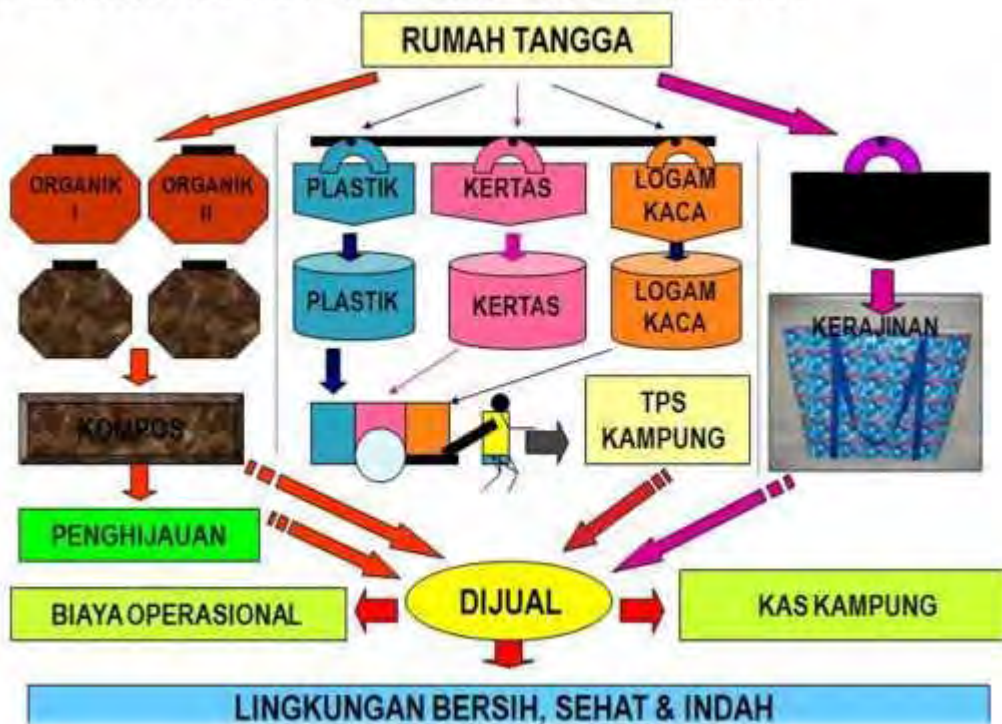 RUMAH TANGGA
ORGANIK
I
ORGANIK
II
PLASTIK
KERTAS
LOGAM
KACA
PLASTIK
KERTAS
LOGAM
KACA
KERAJINAN
KOMPOS
TPS
KAMPUNG
PENGHIJAUAN
BIAYA OPERASIONAL
DIJUAL
KAS KAMPUNG
LINGKUNGAN BERSIH, SEHAT & INDAH